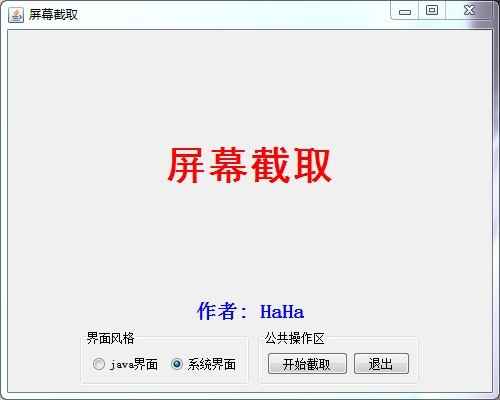 屏幕截取
屏幕截取
作者: HaHa
界面风格
公共操作区
java界面 系统界面
开始截取 退出